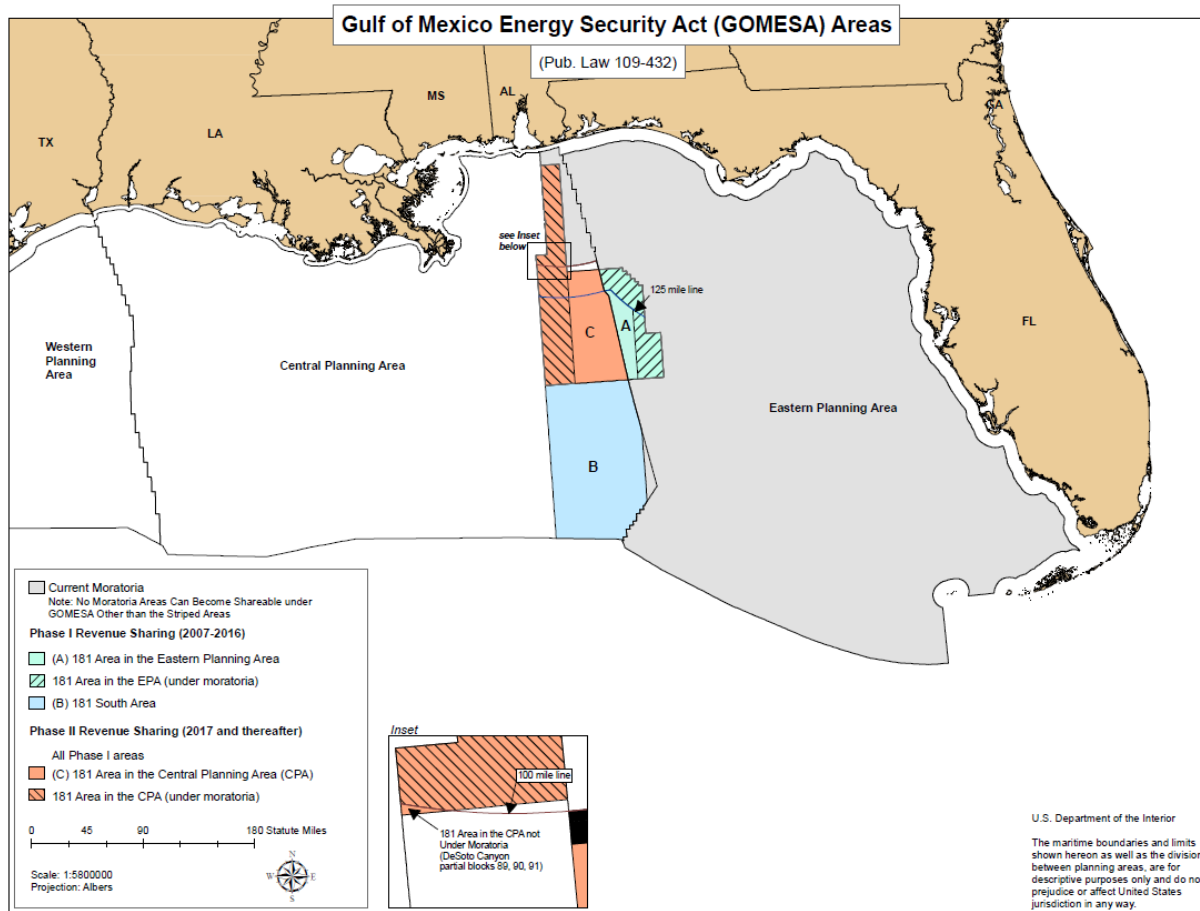 Gulf of Mexico Energy Security Act (GOMESA) Areas
(Pub. Law 109-432)
TX
LA
MS
AL
GA
see Inset
below
125 mile line
FL
C
A
B
Western
Planning
Area
Central Planning Area
Eastern Planning Area
Current Moratoria
Note: No Moratoria Areas Can Become Shareable under
GOMESA Other than the Striped Areas
Phase I Revenue Sharing (2007-2016)
(A) 181 Area in the Eastern Planning Area
181 Area in the EPA (under moratoria)
(B) 181 South Area
Phase II Revenue Sharing (2017 and thereafter)
All Phase I areas
(C) 181 Area in the Central Planning Area (CPA)
181 Area in the CPA (under moratoria)
0 45 90 180 Statute Miles
Scale: 1:5800000
Projection: Albers
N
W E
S
Inset
100 mile line
181 Area in the CPA not
Under Moratoria
(DeSoto Canyon
partial blocks 89, 90, 91)
U.S. Department of the Interior
The maritime boundaries and limits
shown hereon as well as the division
between planning areas, are for
descriptive purposes only and do no
prejudice or affect United States
jurisdiction in any way.